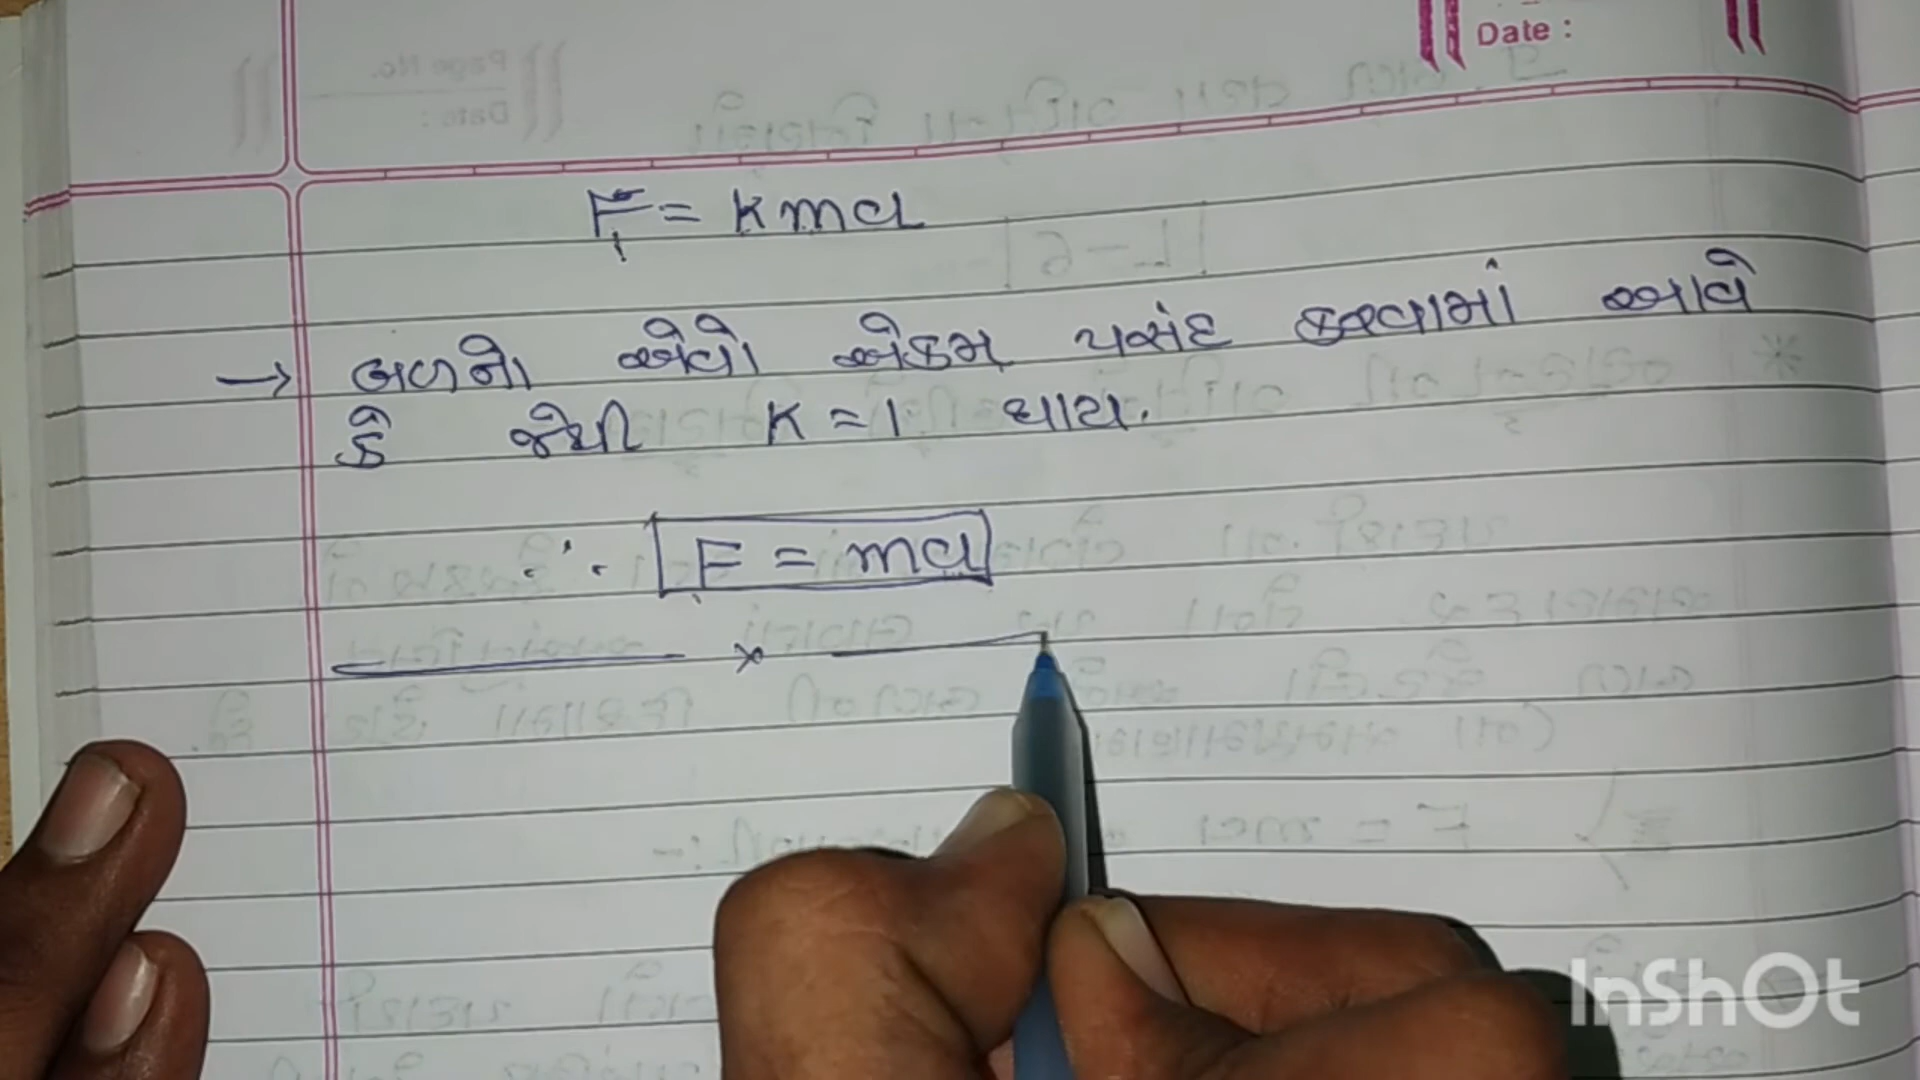 Date :
F = kma
→ બળનો એવો એકમ પસંદ કરવામાં આવે
કે જેથી K = 1 થાય.
∴ F = ma
x
InShOt